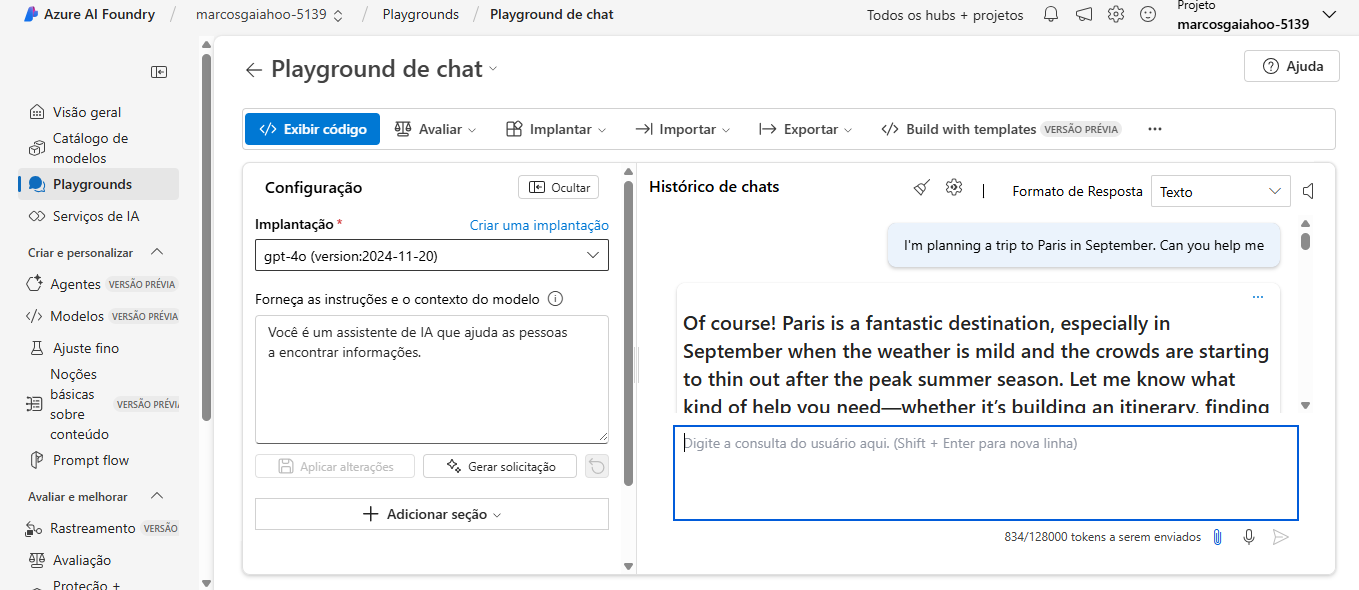 Azure AI Foundry / marcosgaiahoo-5139 / Playgrounds / Playground de chat
Todos os hubs + projetos
Projeto
marcosgaiahoo-5139
Visão geral
Catálogo de
modelos
Playgrounds
Serviços de IA
Criar e personalizar
Agentes VERSÃO PRÉVIA
Modelos VERSÃO PRÉVIA
Ajuste fino
Noções
básicas
sobre
conteúdo
VERSÃO PRÉVI
Prompt flow
Avaliar e melhorar
Rastreamento VERSÃO
Avaliação
Proteção +
Playground de chat
Ajuda
Exibir código
Avaliar
Implantar
Importar
Exportar
Build with templates VERSÃO PRÉVIA
Configuração
Ocultar
Implantação *
Criar uma implantação
gpt-4o (version:2024-11-20)
Forneça as instruções e o contexto do modelo
Você é um assistente de IA que ajuda as pessoas
a encontrar informações.
Aplicar alterações
Gerar solicitação
Adicionar seção
Histórico de chats
Formato de Resposta
Texto
I'm planning a trip to Paris in September. Can you help me
Of course! Paris is a fantastic destination, especially in
September when the weather is mild and the crowds are starting
to thin out after the peak summer season. Let me know what
kind of help you need—whether it's building an itinerary, finding
Digite a consulta do usuário aqui. (Shift + Enter para nova linha)
834/128000 tokens a serem enviados